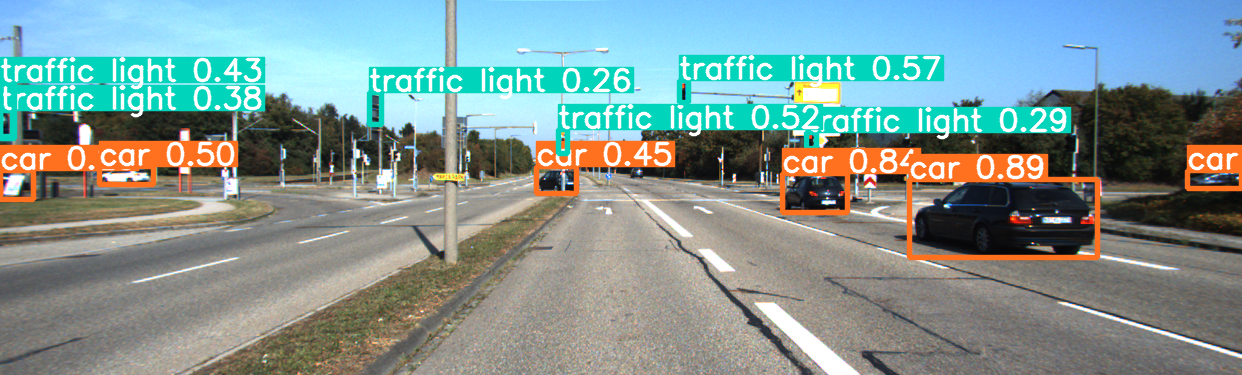 traffic light 0.43
traffic light 0.38
traffic light 0.26
traffic light 0.57
traffic light 0.52
raffic light 0.29
car 0.
car 0.50
car 0.45
car 0.84
car 0.89
car